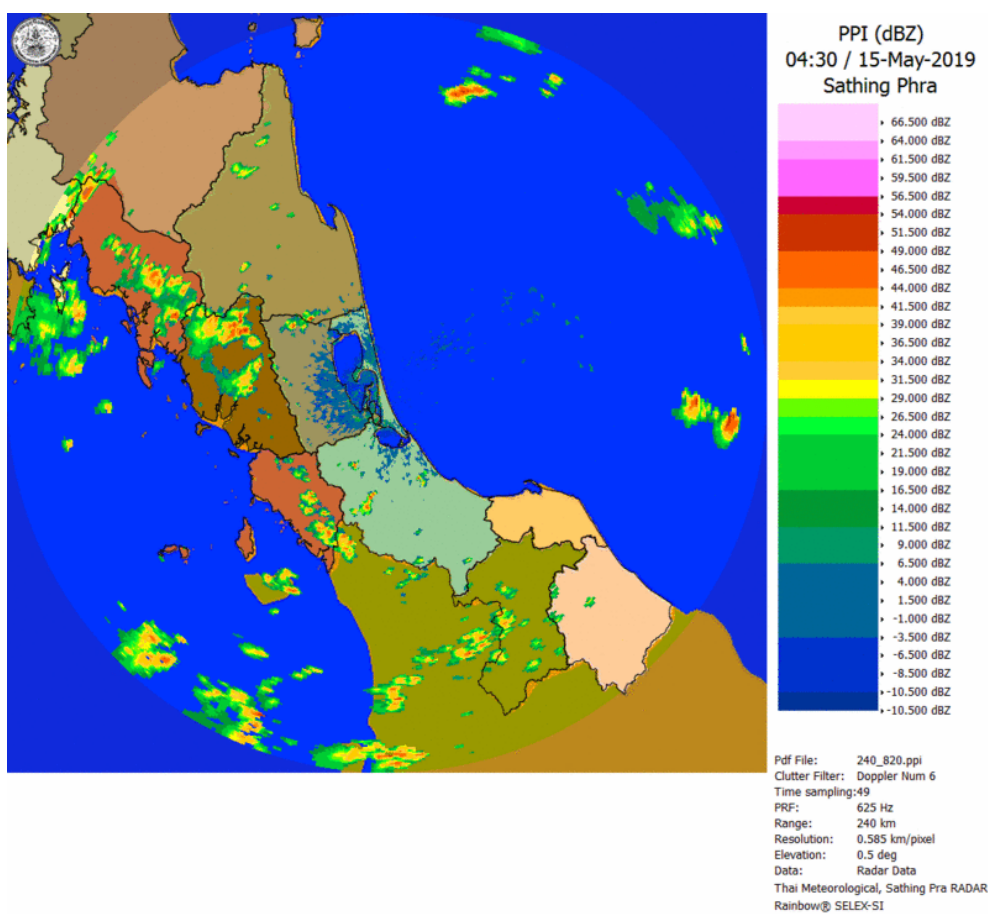 PPI (dBZ)
04:30 / 15-May-2019
Sathing Phra
66.500 dBZ
64.000 dBZ
61.500 dBZ
59.500 dBZ
56.500 dBZ
54.000 dBZ
51.500 dBZ
49.000 dBZ
46.500 dBZ
44.000 dBZ
41.500 dBZ
39.000 dBZ
36.500 dBZ
34.000 dBZ
31.500 dBZ
29.000 dBZ
26.500 dBZ
24.000 dBZ
21.500 dBZ
19.000 dBZ
16.500 dBZ
14.000 dBZ
11.500 dBZ
9.000 dBZ
6.500 dBZ
4.000 dBZ
1.500 dBZ
-1.000 dBZ
-3.500 dBZ
-6.500 dBZ
-8.500 dBZ
-10.500 dBZ
-10.500 dBZ
Pdf File: 240_820.ppi
Clutter Filter: Doppler Num 6
Time sampling:49
PRF: 625 Hz
Range: 240 km
Resolution: 0.585 km/pixel
Elevation: 0.5 deg
Data: Radar Data
Thai Meteorological, Sathing Pra RADAR
Rainbow® SELEX-SI